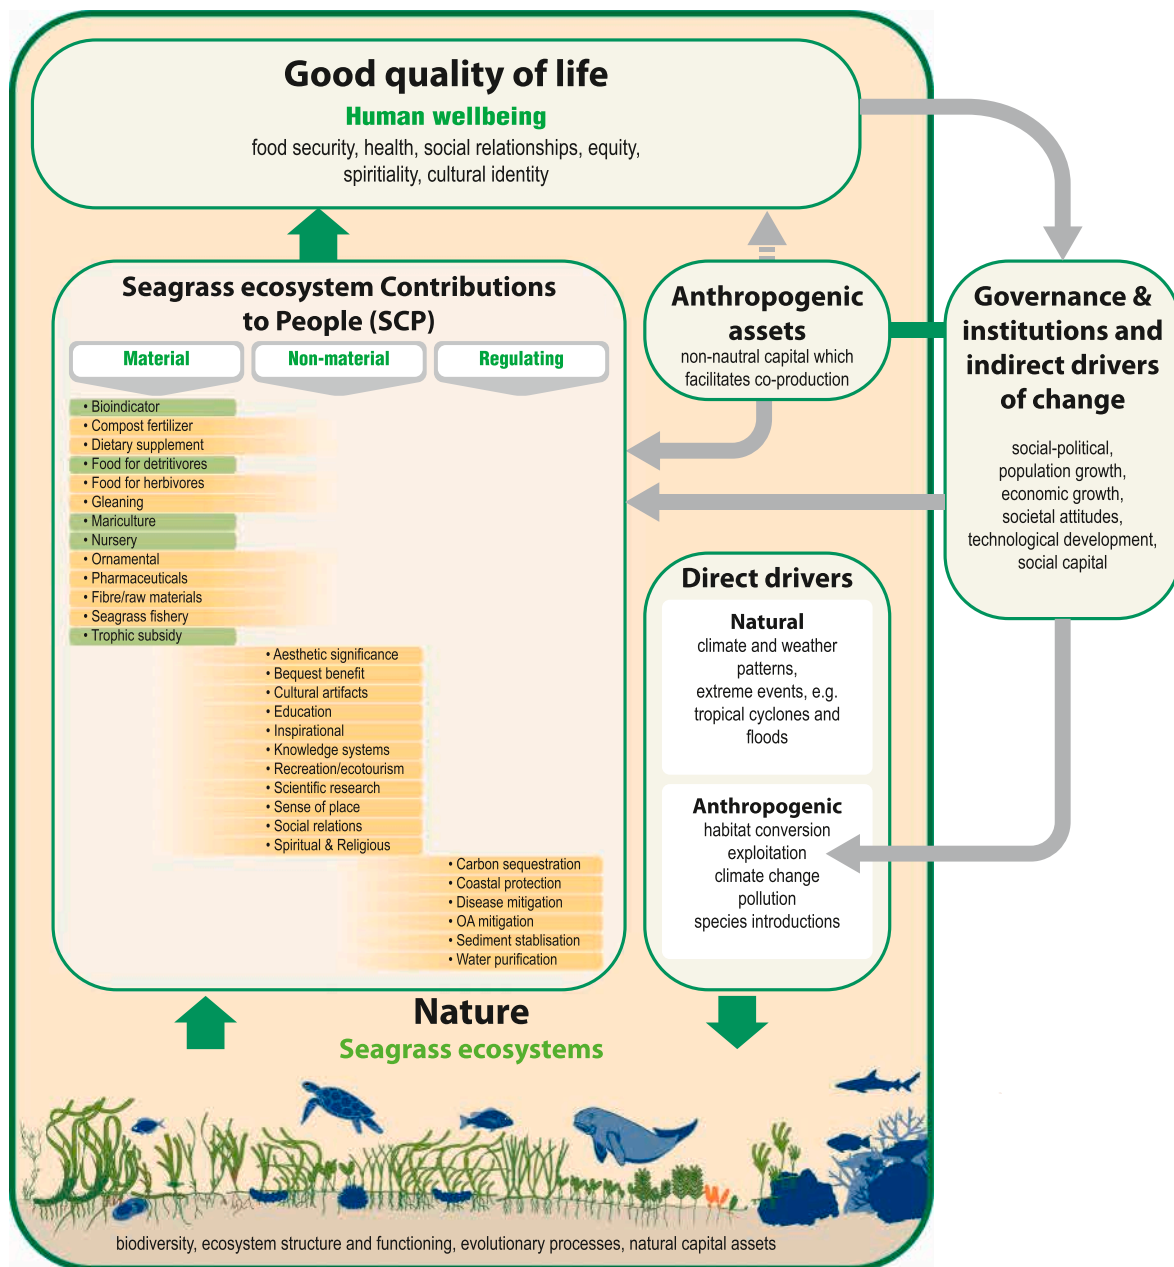 Good quality of life
Human wellbeing
food security, health, social relationships, equity,
spiritiality, cultural identity
Seagrass ecosystem Contributions
to People (SCP)
Material
Non-material
Regulating
• Bioindicator
• Compost fertilizer
• Dietary supplement
• Food for detritivores
• Food for herbivores
• Gleaning
• Mariculture
• Nursery
• Ornamental
• Pharmaceuticals
• Fibre/raw materials
• Seagrass fishery
• Trophic subsidy
• Aesthetic significance
• Bequest benefit
• Cultural artifacts
• Education
• Inspirational
• Knowledge systems
• Recreation/ecotourism
• Scientific research
• Sense of place
• Social relations
• Spiritual & Religious
• Carbon sequestration
• Coastal protection
• Disease mitigation
• OA mitigation
• Sediment stablisation
• Water purification
Anthropogenic
assets
non-nautral capital which
facilitates co-production
Governance &
institutions and
indirect drivers
of change
social-political,
population growth,
economic growth,
societal attitudes,
technological development,
social capital
Direct drivers
Natural
climate and weather
patterns,
extreme events, e.g.
tropical cyclones and
floods
Anthropogenic
habitat conversion
exploitation
climate change
pollution
species introductions
Nature
Seagrass ecosystems
biodiversity, ecosystem structure and functioning, evolutionary processes, natural capital assets